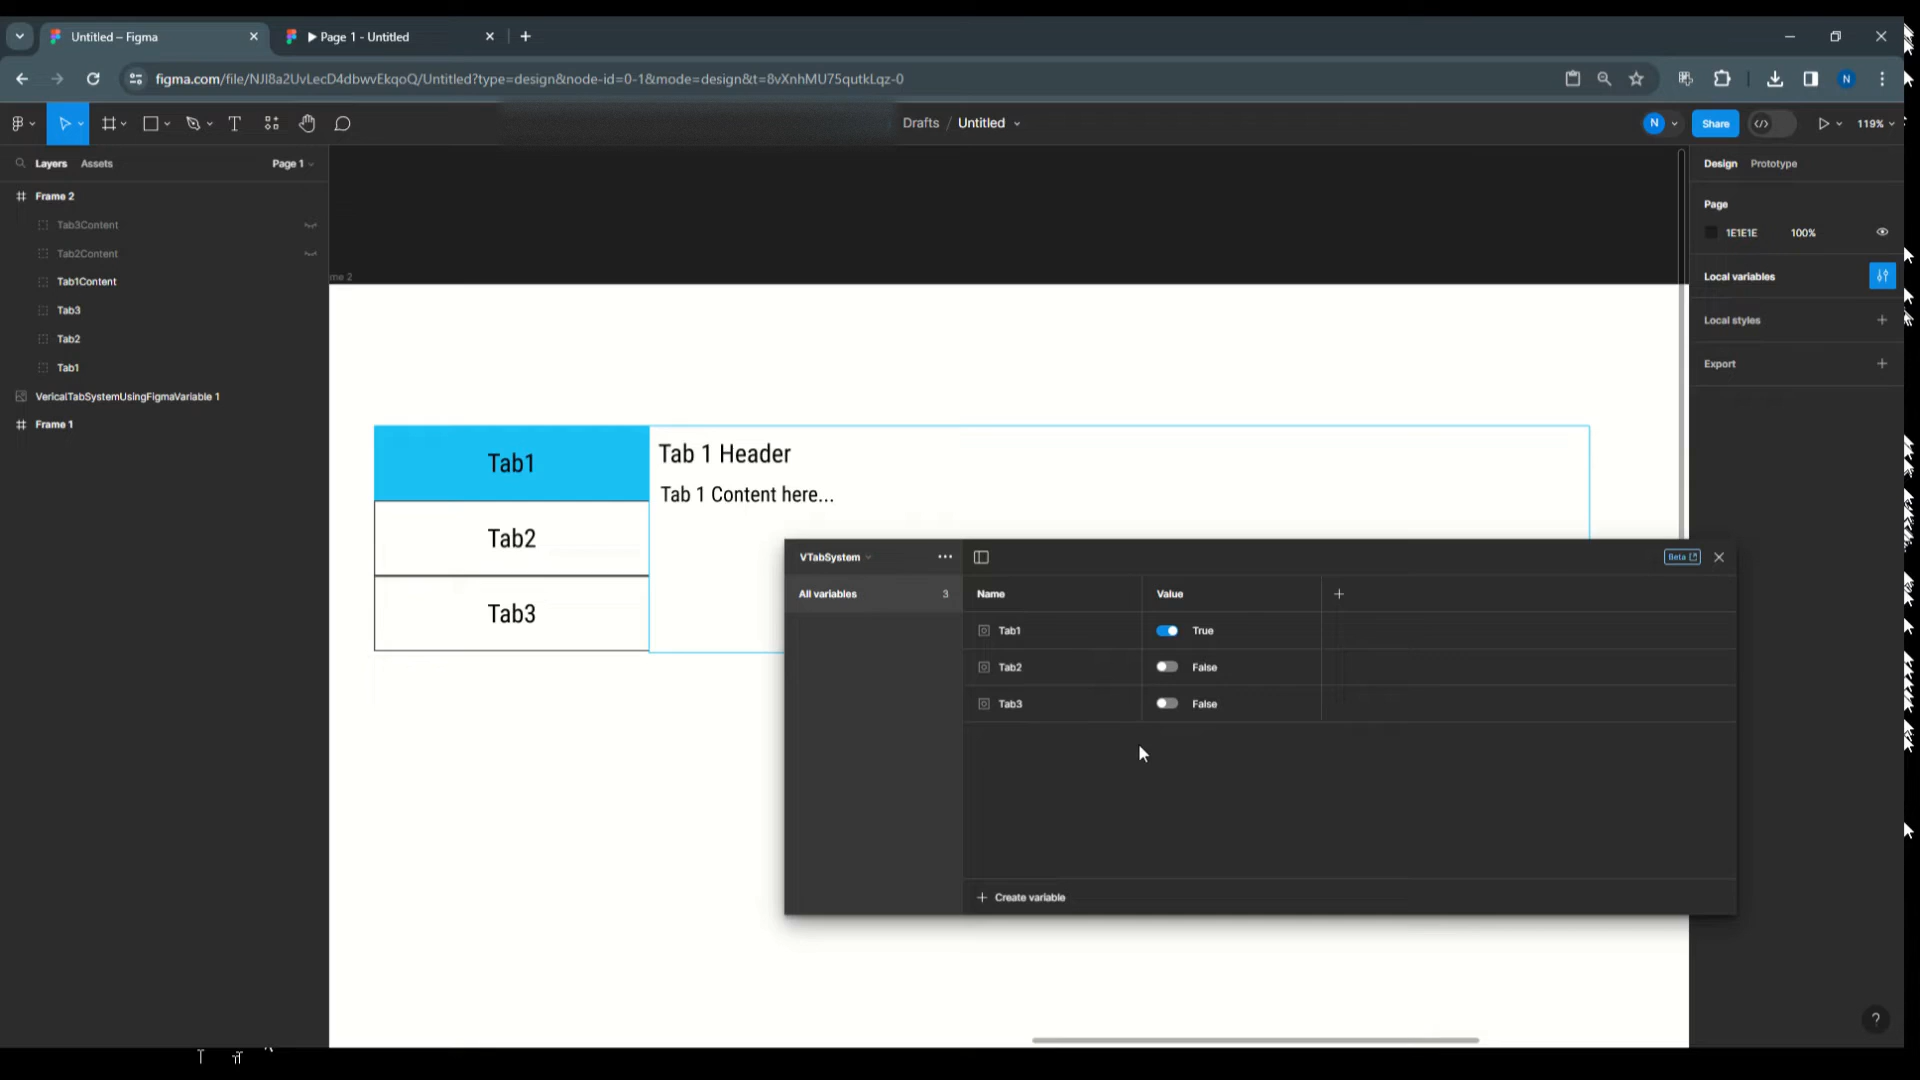 Untitled – Figma
Page 1 - Untitled
figma.com/file/NJl8a2UvLecD4dbwvEkqoQ/Untitled?type=design&node-id=0-1&mode=design&t=8vXnhMU75qutkLqz-0
N
Drafts / Untitled
N
Share
119%
Layers
Assets
Page 1
Design
Prototype
Frame 2
Tab3Content
Tab2Content
Tab1Content
Tab3
Tab2
Tab1
VericalTabSystemUsingFigmaVariable 1
Frame 1
Page
1E1E1E
100%
Local variables
Local styles
Export
me 2
Tab1
Tab2
Tab3
Tab 1 Header
Tab 1 Content here...
VTabSystem
Beta
All variables
3
Name
Value
Tab1
True
Tab2
False
Tab3
False
Create variable
?